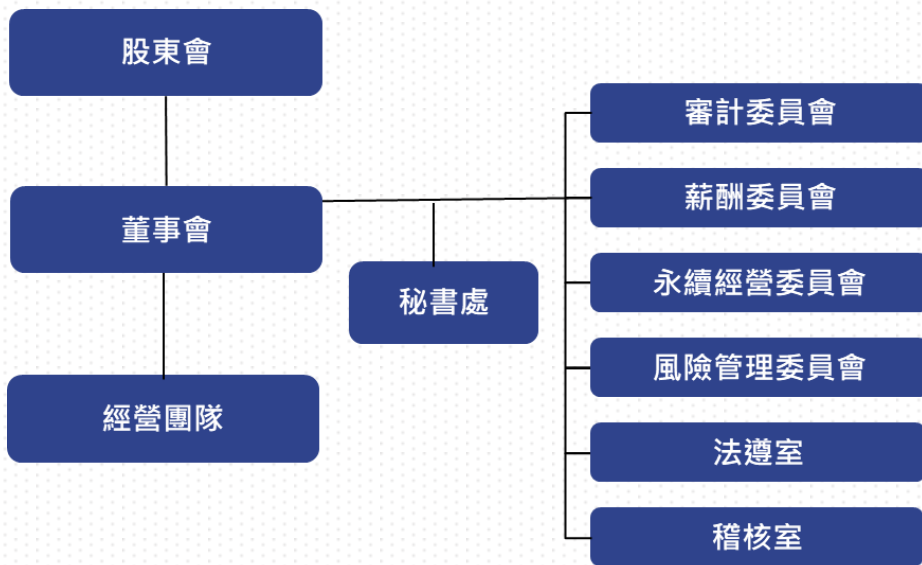 股東會
董事會
經營團隊
秘書處
審計委員會
薪酬委員會
永續經營委員會
風險管理委員會
法遵室
稽核室